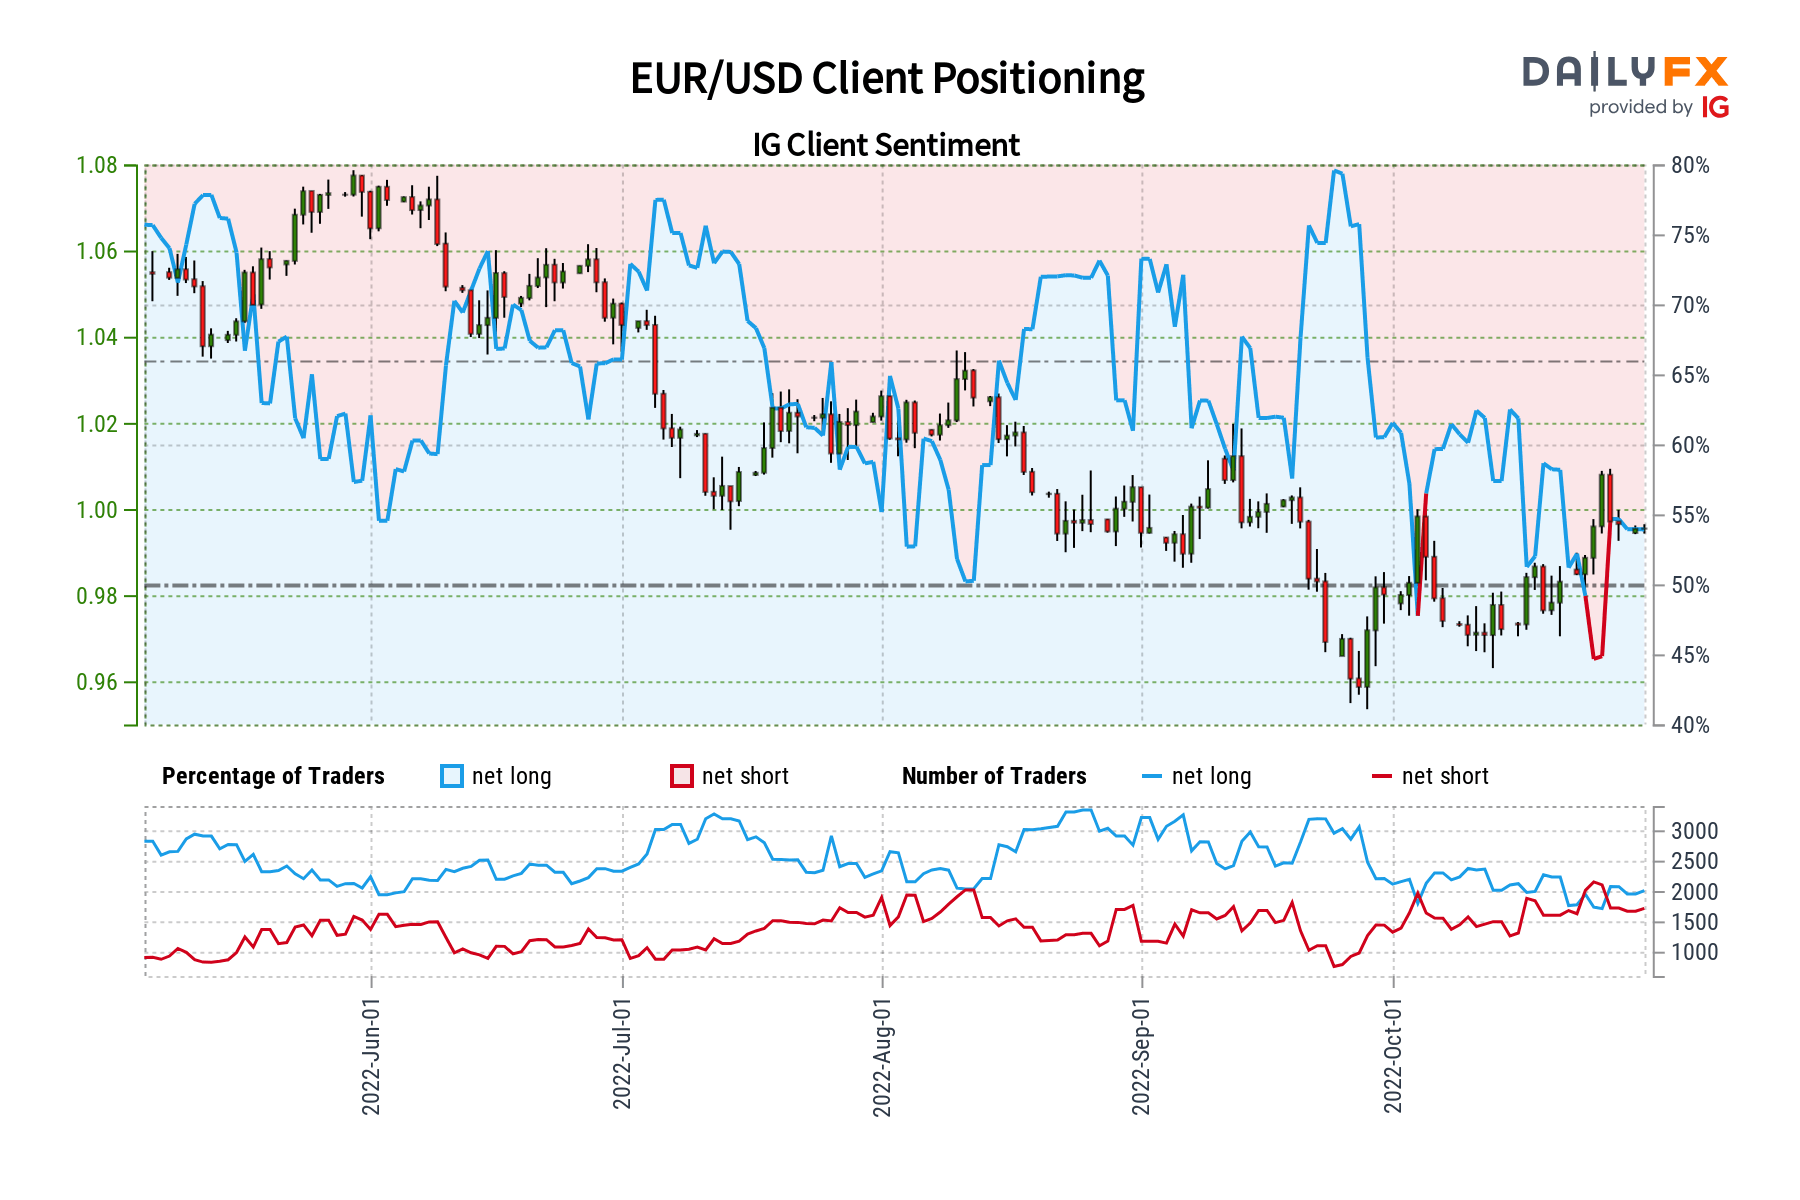 EUR/USD Client Positioning
DAILYFX
provided by IG
IG Client Sentiment
1.08
1.06
1.04
1.02
1.00
0.98
0.96
80%
75%
70%
65%
60%
55%
50%
45%
40%
Percentage of Traders net long net short Number of Traders net long net short
3000
2500
2000
1500
1000
2022-Jun-01
2022-Jul-01
2022-Aug-01
2022-Sep-01
2022-Oct-01